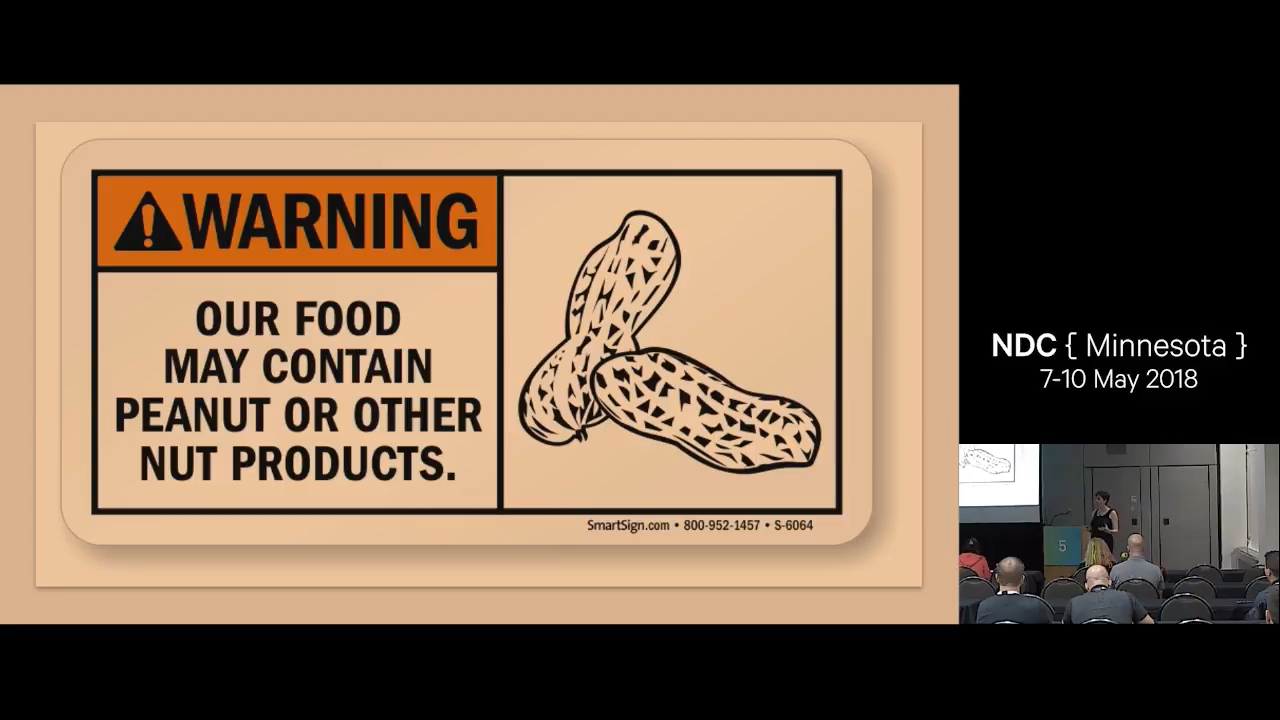 WARNING
OUR FOOD
MAY CONTAIN
PEANUT OR OTHER
NUT PRODUCTS.
SmartSign.com • 800-952-1457 • S-6064
NDC { Minnesota }
7-10 May 2018
5